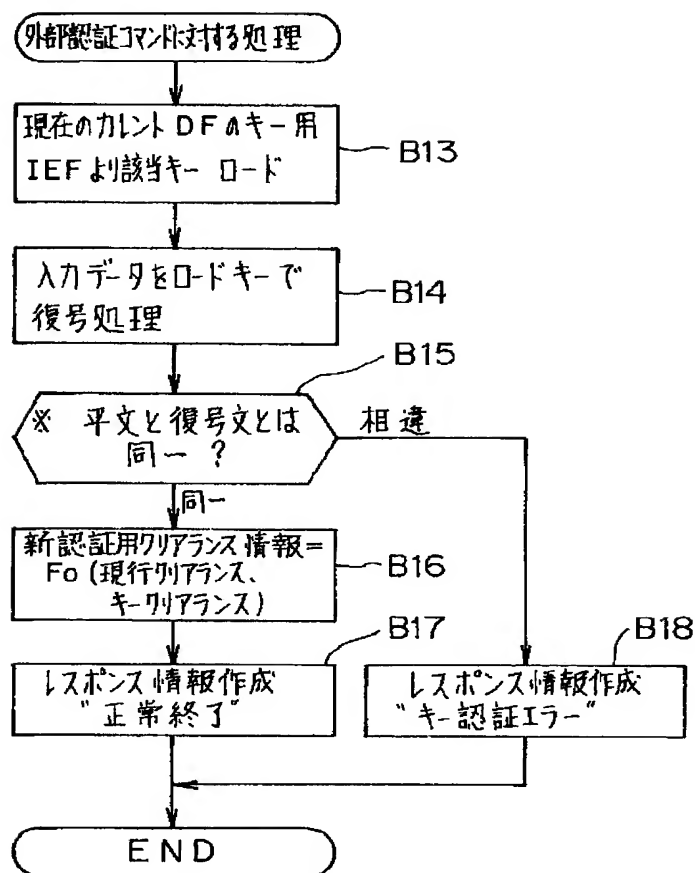 外部認証コマンドに対する処理
現在のカレントDFのキー用
IEFより該当キーロード
B13
入力データをロードキーで
復号処理
B14
B15
※ 平文と復号文とは
同一?
相違
同一
新認証用クリアランス情報=
Fo(現行クリアランス、
キークリアランス)
B16
B17
レスポンス情報作成
"正常終了"
B18
レスポンス情報作成
"キー認証エラー"
END